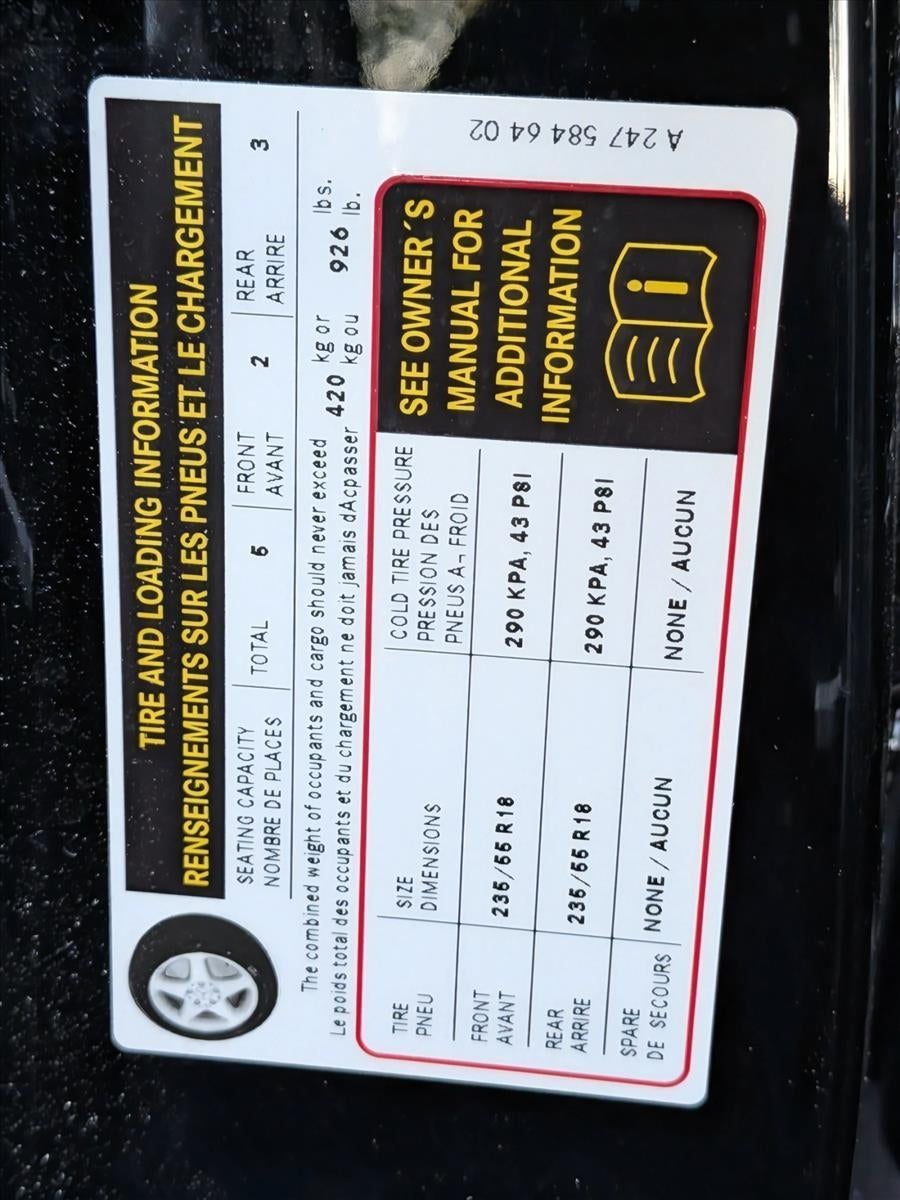 TIRE AND LOADING INFORMATION
RENSEIGNEMENTS SUR LES PNEUS ET LE CHARGEMENT
SEATING CAPACITY TOTAL 5 FRONT 2 REAR 3
NOMBRE DE PLACES AVANT ARRIRE
The combined weight of occupants and cargo should never exceed 420 kg or 926 lbs.
Le poids total des occupants et du chargement ne doit jamais dAcpasser kg ou lb.
TIRE SIZE COLD TIRE PRESSURE
PNEU DIMENSIONS PRESSION DES
PNEUS A¬ FROID
FRONT 235/55 R18 290 KPA, 43 PSI
AVANT
REAR 235/55 R18 290 KPA, 43 PSI
ARRIRE
SPARE NONE / AUCUN NONE / AUCUN
DE SECOURS
SEE OWNER´S
MANUAL FOR
ADDITIONAL
INFORMATION
i
A 247 584 64 02